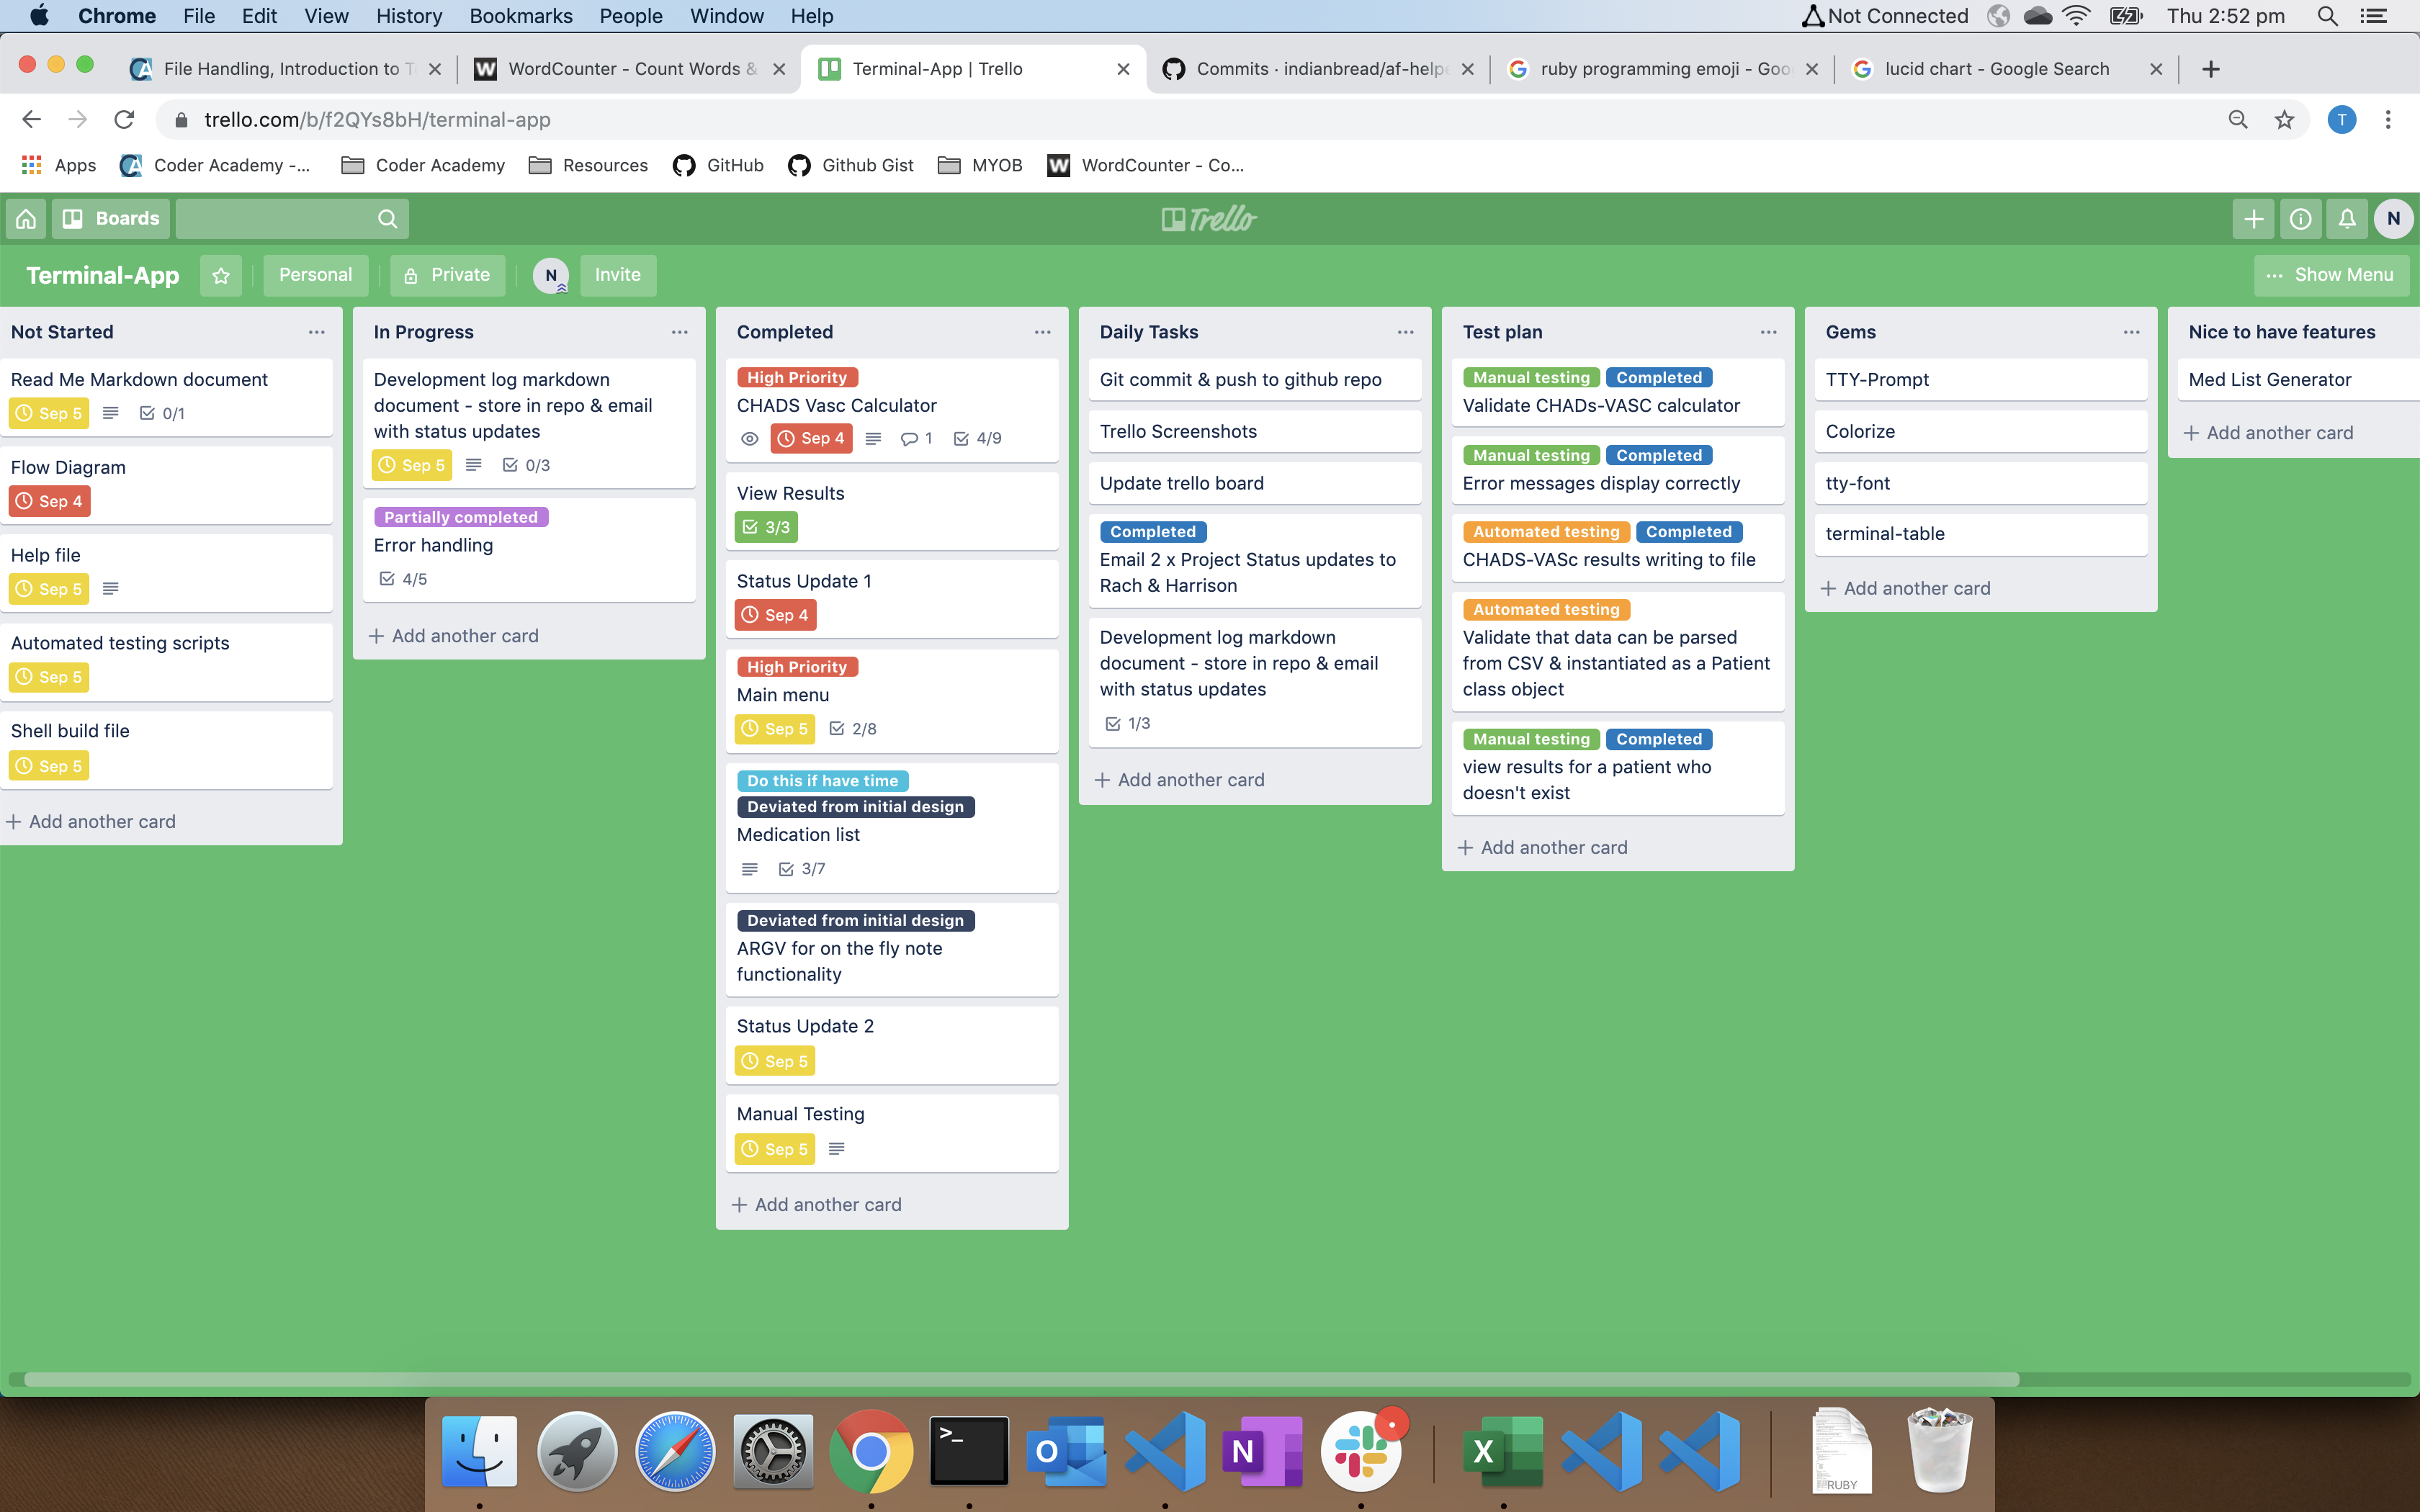 Chrome File Edit View History Bookmarks People Window Help Not Connected Thu 2:52 pm
File Handling, Introduction to T
WordCounter - Count Words &
Terminal-App | Trello
Commits · indianbread/af-helpe
ruby programming emoji - Goo
lucid chart - Google Search
trello.com/b/f2QYs8bH/terminal-app
T
Apps Coder Academy -... Coder Academy Resources GitHub Github Gist MYOB WordCounter - Co...
Boards
Trello
N
Terminal-App Personal Private N Invite ... Show Menu
Not Started
Read Me Markdown document
Sep 5 0/1
Flow Diagram
Sep 4
Help file
Sep 5
Automated testing scripts
Sep 5
Shell build file
Sep 5
+ Add another card
In Progress
Development log markdown
document - store in repo & email
with status updates
Sep 5 0/3
Partially completed
Error handling
4/5
+ Add another card
Completed
High Priority
CHADS Vasc Calculator
Sep 4 1 4/9
View Results
3/3
Status Update 1
Sep 4
High Priority
Main menu
Sep 5 2/8
Do this if have time
Deviated from initial design
Medication list
3/7
Deviated from initial design
ARGV for on the fly note
functionality
Status Update 2
Sep 5
Manual Testing
Sep 5
+ Add another card
Daily Tasks
Git commit & push to github repo
Trello Screenshots
Update trello board
Completed
Email 2 x Project Status updates to
Rach & Harrison
Development log markdown
document - store in repo & email
with status updates
1/3
+ Add another card
Test plan
Manual testing Completed
Validate CHADs-VASC calculator
Manual testing Completed
Error messages display correctly
Automated testing Completed
CHADS-VASc results writing to file
Automated testing
Validate that data can be parsed
from CSV & instantiated as a Patient
class object
Manual testing Completed
view results for a patient who
doesn't exist
+ Add another card
Gems
TTY-Prompt
Colorize
tty-font
terminal-table
+ Add another card
Nice to have features
Med List Generator
+ Add another card
>_
O
N
X
RUBY